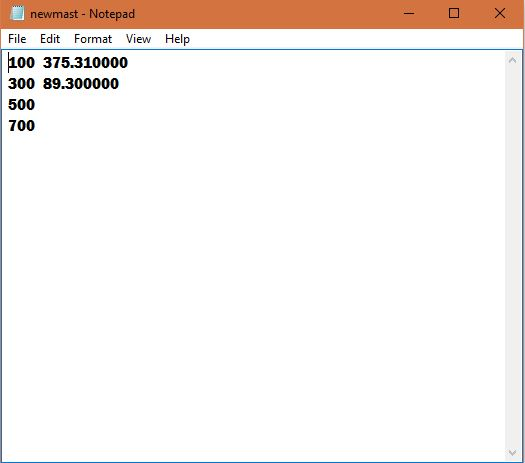 newmast - Notepad
File Edit Format View Help
100 375.310000
300 89.300000
500
700